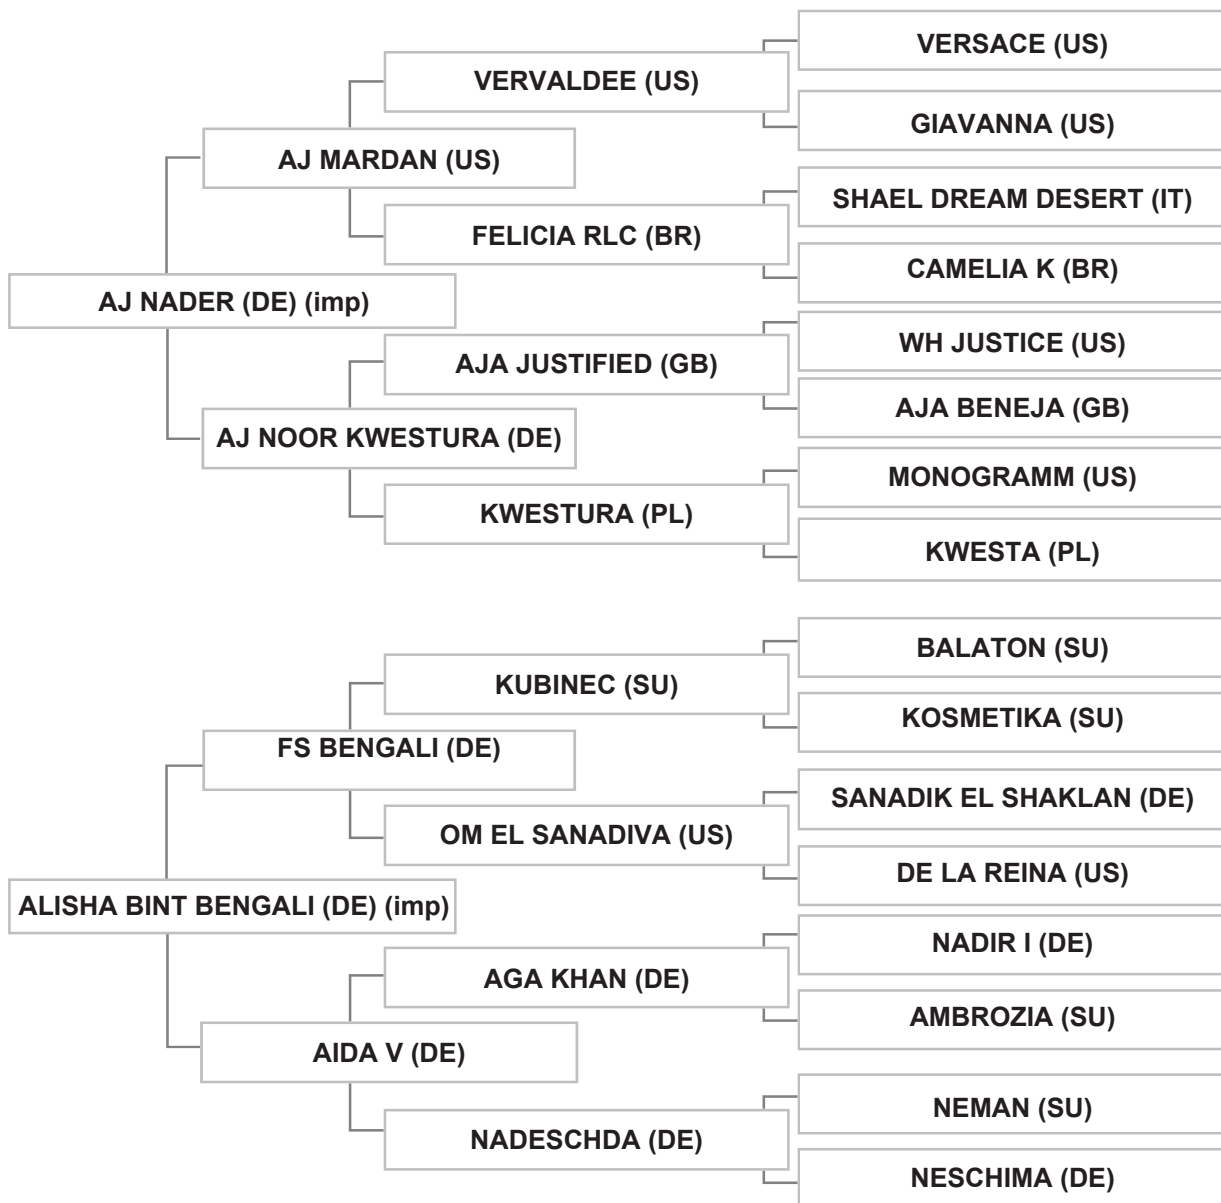 VERSACE (US)
VERVALDEE (US)
GIAVANNA (US)
AJ MARDAN (US)
SHAEL DREAM DESERT (IT)
FELICIA RLC (BR)
CAMELIA K (BR)
AJ NADER (DE) (imp)
WH JUSTICE (US)
AJA JUSTIFIED (GB)
AJA BENEJA (GB)
AJ NOOR KWESTURA (DE)
MONOGRAMM (US)
KWESTURA (PL)
KWESTA (PL)
BALATON (SU)
KUBINEC (SU)
KOSMETIKA (SU)
FS BENGALI (DE)
SANADIK EL SHAKLAN (DE)
OM EL SANADIVA (US)
DE LA REINA (US)
ALISHA BINT BENGALI (DE) (imp)
NADIR I (DE)
AGA KHAN (DE)
AMBROZIA (SU)
AIDA V (DE)
NEMAN (SU)
NADESCHDA (DE)
NESCHIMA (DE)